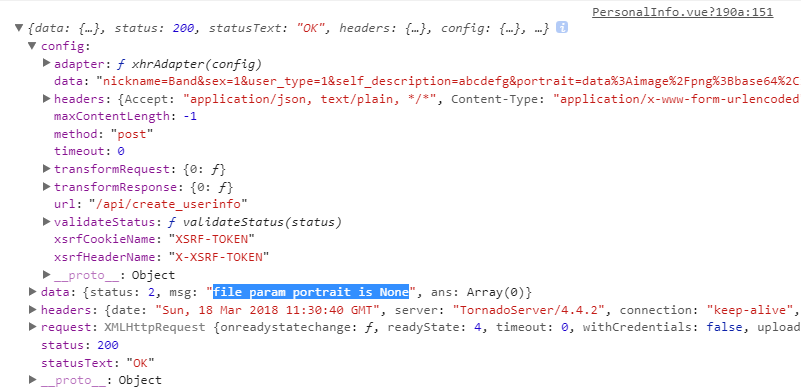 PersonalInfo.vue?190a:151
▼{data: {…}, status: 200, statusText: "OK", headers: {…}, config: {…}, …} i
▼config:
▶adapter: ƒ xhrAdapter(config)
data: "nickname=Band&sex=1&user_type=1&self_description=abcdefg&portrait=data%3Aimage%2Fpng%3Bbase64%2C
▶headers: {Accept: "application/json, text/plain, */*", Content-Type: "application/x-www-form-urlencoded
maxContentLength: -1
method: "post"
timeout: 0
▶transformRequest: {0: ƒ}
▶transformResponse: {0: ƒ}
url: "/api/create_userinfo"
▶validateStatus: ƒ validateStatus(status)
xsrfCookieName: "XSRF-TOKEN"
xsrfHeaderName: "X-XSRF-TOKEN"
▶__proto__: Object
▶data: {status: 2, msg: "file param portrait is None", ans: Array(0)}
▶headers: {date: "Sun, 18 Mar 2018 11:30:40 GMT", server: "TornadoServer/4.4.2", connection: "keep-alive",
▶request: XMLHttpRequest {onreadystatechange: ƒ, readyState: 4, timeout: 0, withCredentials: false, upload
status: 200
statusText: "OK"
▶__proto__: Object